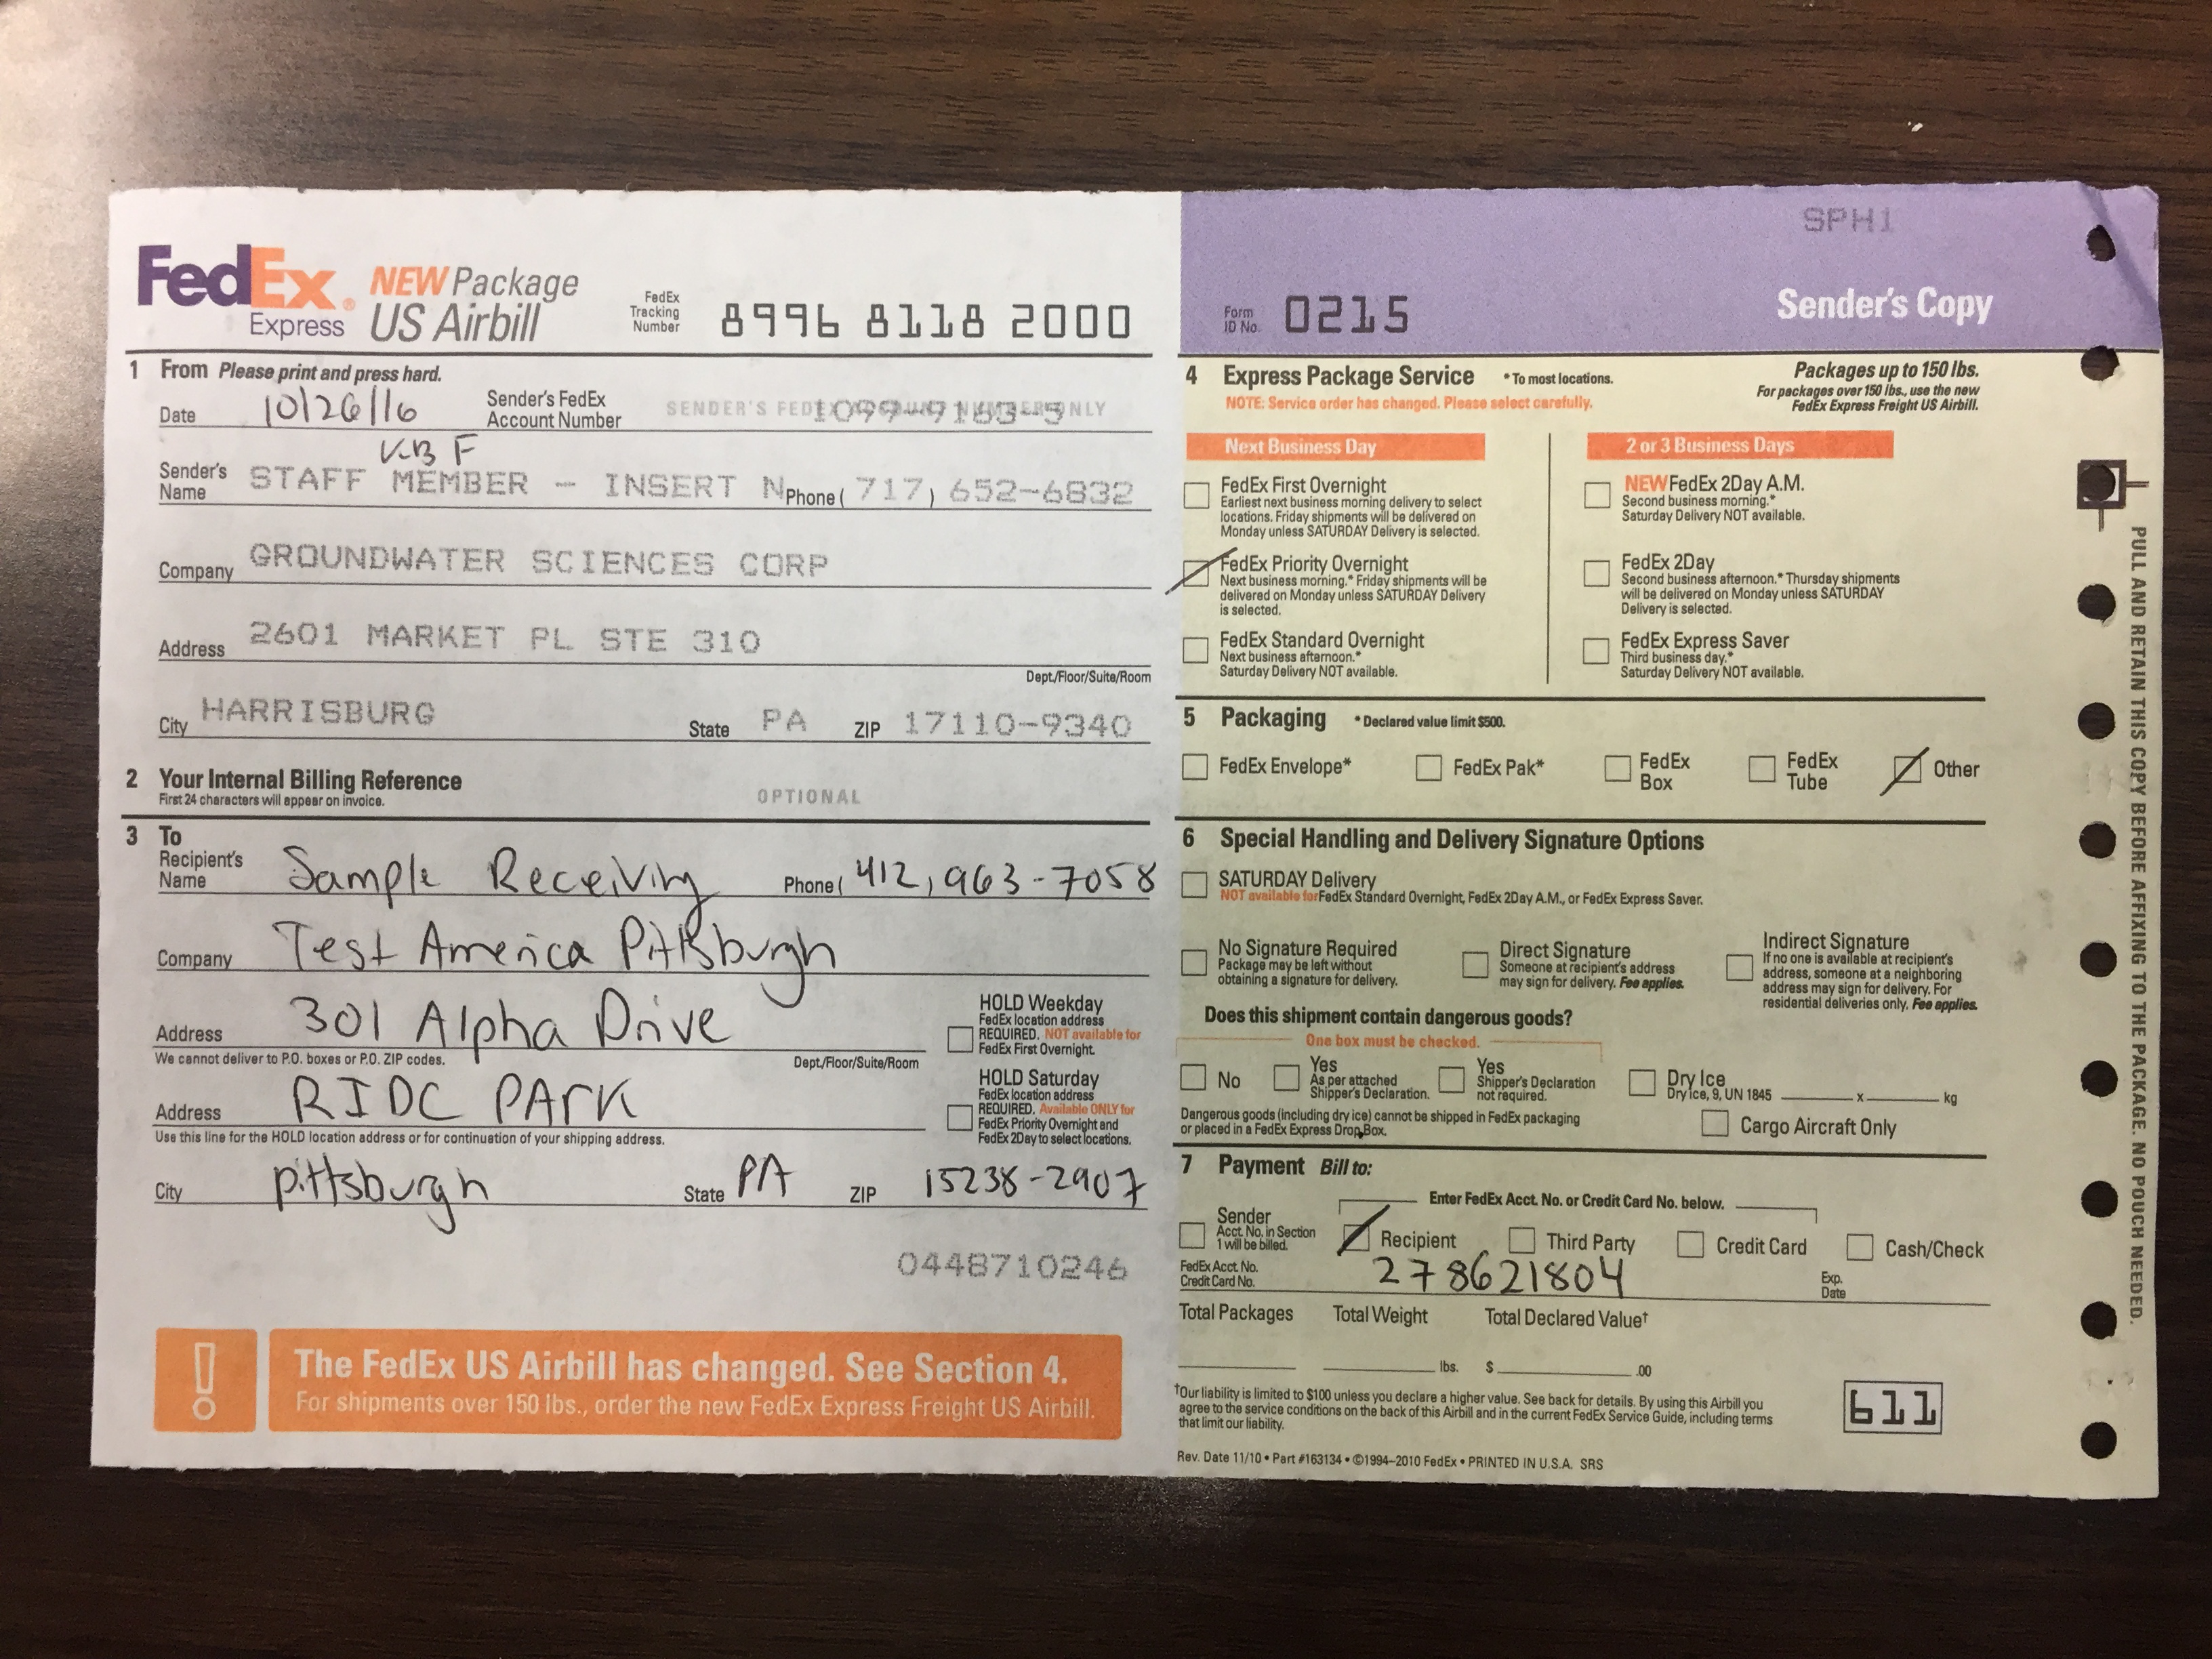 FedEx® Express NEW Package US Airbill
FedEx Tracking Number 8996 8118 2000
1 From Please print and press hard.
Date 10/26/16 Sender's FedEx Account Number SENDER'S FEDEX ACCOUNT NUMBER ONLY 1099-9163-5
KBF
Sender's Name STAFF MEMBER - INSERT N Phone ( 717 ) 652-6832
Company GROUNDWATER SCIENCES CORP
Address 2601 MARKET PL STE 310
Dept./Floor/Suite/Room
City HARRISBURG State PA ZIP 17110-9340
2 Your Internal Billing Reference
First 24 characters will appear on invoice.
OPTIONAL
3 To
Recipient's Name Sample Receiving Phone ( 412 ) 963-7058
Company Test America Pittsburgh
Address 301 Alpha Drive
We cannot deliver to P.O. boxes or P.O. ZIP codes. Dept./Floor/Suite/Room
Address RIDC PARK
Use this line for the HOLD location address or for continuation of your shipping address.
City pittsburgh State PA ZIP 15238-2907
HOLD Weekday
FedEx location address
REQUIRED. NOT available for
FedEx First Overnight.
HOLD Saturday
FedEx location address
REQUIRED. Available ONLY for
FedEx Priority Overnight and
FedEx 2Day to select locations.
0448710246
!
The FedEx US Airbill has changed. See Section 4.
For shipments over 150 lbs., order the new FedEx Express Freight US Airbill.
SPH1
Form ID No. 0215 Sender's Copy
4 Express Package Service * To most locations.
NOTE: Service order has changed. Please select carefully.
Packages up to 150 lbs.
For packages over 150 lbs., use the new
FedEx Express Freight US Airbill.
Next Business Day
FedEx First Overnight
Earliest next business morning delivery to select
locations. Friday shipments will be delivered on
Monday unless SATURDAY Delivery is selected.
FedEx Priority Overnight
Next business morning.* Friday shipments will be
delivered on Monday unless SATURDAY Delivery
is selected.
FedEx Standard Overnight
Next business afternoon.*
Saturday Delivery NOT available.
2 or 3 Business Days
NEW FedEx 2Day A.M.
Second business morning.*
Saturday Delivery NOT available.
FedEx 2Day
Second business afternoon.* Thursday shipments
will be delivered on Monday unless SATURDAY
Delivery is selected.
FedEx Express Saver
Third business day.*
Saturday Delivery NOT available.
5 Packaging * Declared value limit $500.
FedEx Envelope* FedEx Pak* FedEx Box FedEx Tube Other
6 Special Handling and Delivery Signature Options
SATURDAY Delivery
NOT available for FedEx Standard Overnight, FedEx 2Day A.M., or FedEx Express Saver.
No Signature Required
Package may be left without
obtaining a signature for delivery.
Direct Signature
Someone at recipient's address
may sign for delivery. Fee applies.
Indirect Signature
If no one is available at recipient's
address, someone at a neighboring
address may sign for delivery. For
residential deliveries only. Fee applies.
Does this shipment contain dangerous goods?
One box must be checked.
No
Yes
As per attached
Shipper's Declaration.
Yes
Shipper's Declaration
not required.
Dry Ice
Dry ice, 9, UN 1845 x kg
Dangerous goods (including dry ice) cannot be shipped in FedEx packaging
or placed in a FedEx Express Drop Box.
Cargo Aircraft Only
7 Payment Bill to:
Enter FedEx Acct. No. or Credit Card No. below.
Sender
Acct. No. in Section
1 will be billed.
Recipient Third Party Credit Card Cash/Check
FedEx Acct. No.
Credit Card No. 278621804 Exp. Date
Total Packages Total Weight Total Declared Value†
lbs. $ .00
†Our liability is limited to $100 unless you declare a higher value. See back for details. By using this Airbill you
agree to the service conditions on the back of this Airbill and in the current FedEx Service Guide, including terms
that limit our liability.
611
Rev. Date 11/10 • Part #163134 • ©1994–2010 FedEx • PRINTED IN U.S.A. SRS
PULL AND RETAIN THIS COPY BEFORE AFFIXING TO THE PACKAGE. NO POUCH NEEDED.